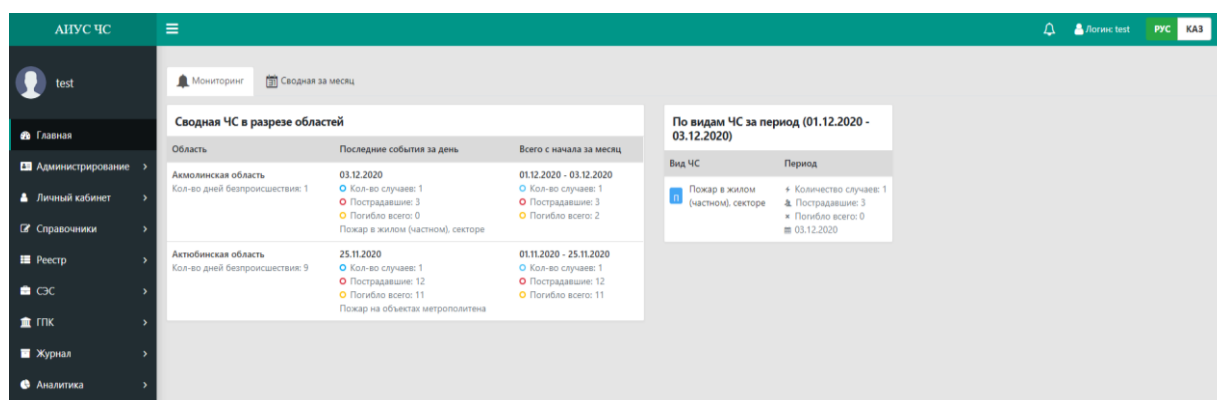 АИУС ЧС
Логин: test
РУС КАЗ
test
Главная
Администрирование
Личный кабинет
Справочники
Реестр
СЭС
ГПК
Журнал
Аналитика
Мониторинг
Сводная за месяц
Сводная ЧС в разрезе областей
Область Последние события за день Всего с начала за месяц
Акмолинская область 03.12.2020 01.12.2020 - 03.12.2020
Кол-во дней безпроисшествия: 1 Кол-во случаев: 1 Кол-во случаев: 1
Пострадавшие: 3 Пострадавшие: 3
Погибло всего: 0 Погибло всего: 2
Пожар в жилом (частном), секторе
Актюбинская область 25.11.2020 01.11.2020 - 25.11.2020
Кол-во дней безпроисшествия: 9 Кол-во случаев: 1 Кол-во случаев: 1
Пострадавшие: 12 Пострадавшие: 12
Погибло всего: 11 Погибло всего: 11
Пожар на объектах метрополитена
По видам ЧС за период (01.12.2020 -
03.12.2020)
Вид ЧС Период
П Пожар в жилом Количество случаев: 1
(частном), секторе Пострадавшие: 3
Погибло всего: 0
03.12.2020